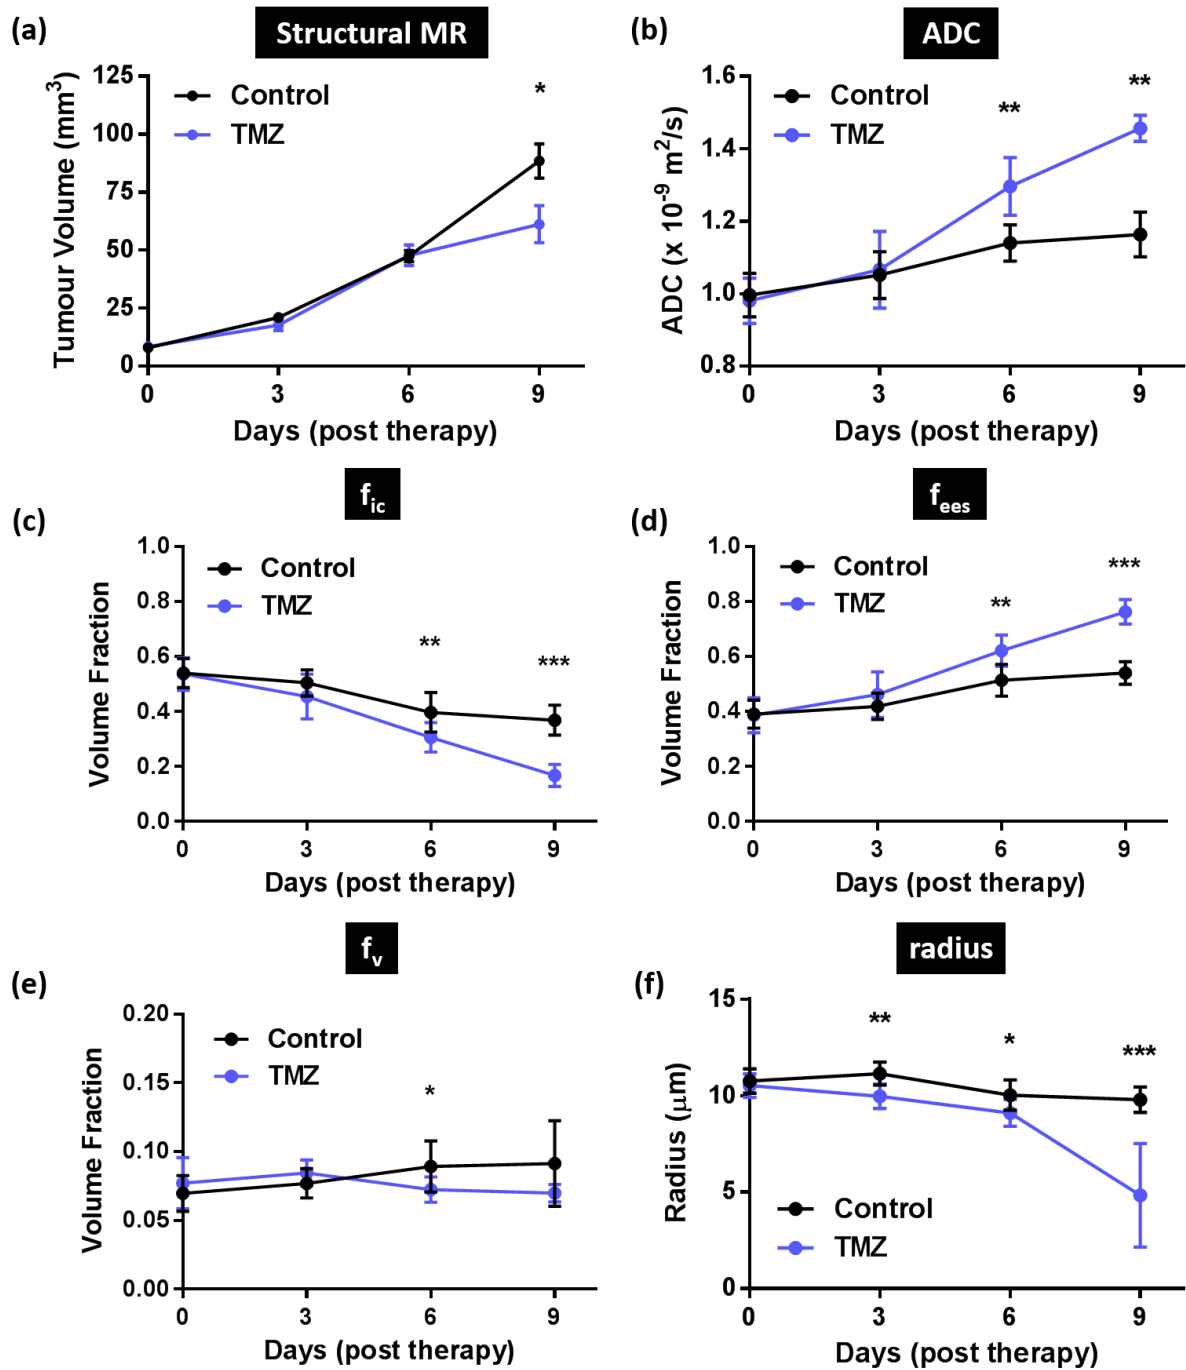 (a)
Structural MR
Tumour Volume (mm³)
125
100
75
50
25
0
Control
TMZ
*
0 3 6 9
Days (post therapy)
(b)
ADC
ADC (x 10⁻⁹ m²/s)
1.6
1.4
1.2
1.0
0.8
Control
TMZ
**
**
0 3 6 9
Days (post therapy)
(c)
f_ic
Volume Fraction
1.0
0.8
0.6
0.4
0.2
0.0
Control
TMZ
**
***
0 3 6 9
Days (post therapy)
(d)
f_ees
Volume Fraction
1.0
0.8
0.6
0.4
0.2
0.0
Control
TMZ
**
***
0 3 6 9
Days (post therapy)
(e)
f_v
Volume Fraction
0.20
0.15
0.10
0.05
0.00
Control
TMZ
*
0 3 6 9
Days (post therapy)
(f)
radius
Radius (μm)
15
10
5
0
**
*
***
Control
TMZ
0 3 6 9
Days (post therapy)